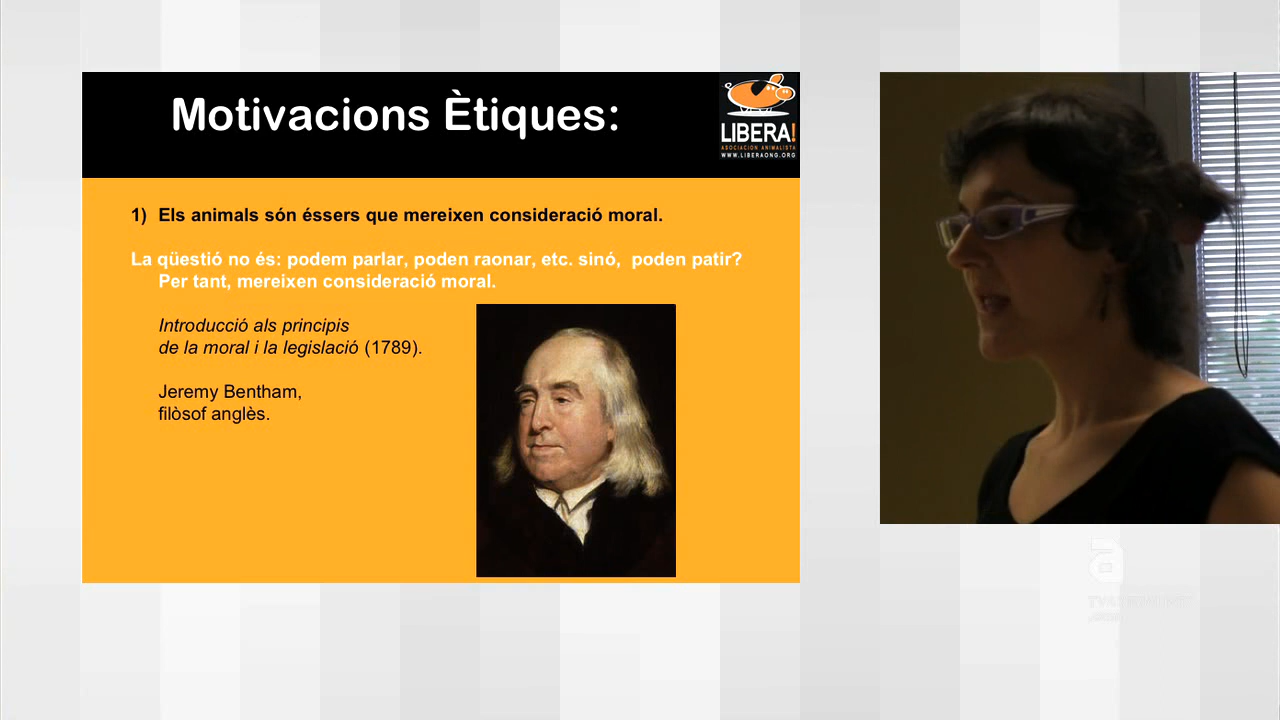 Motivacions Ètiques:
LIBERA!
ASOCIACION ANIMALISTA
WWW.LIBERAONG.ORG
1) Els animals són éssers que mereixen consideració moral.
La qüestió no és: podem parlar, poden raonar, etc. sinó, poden patir?
Per tant, mereixen consideració moral.
Introducció als principis
de la moral i la legislació (1789).
Jeremy Bentham,
filòsof anglès.